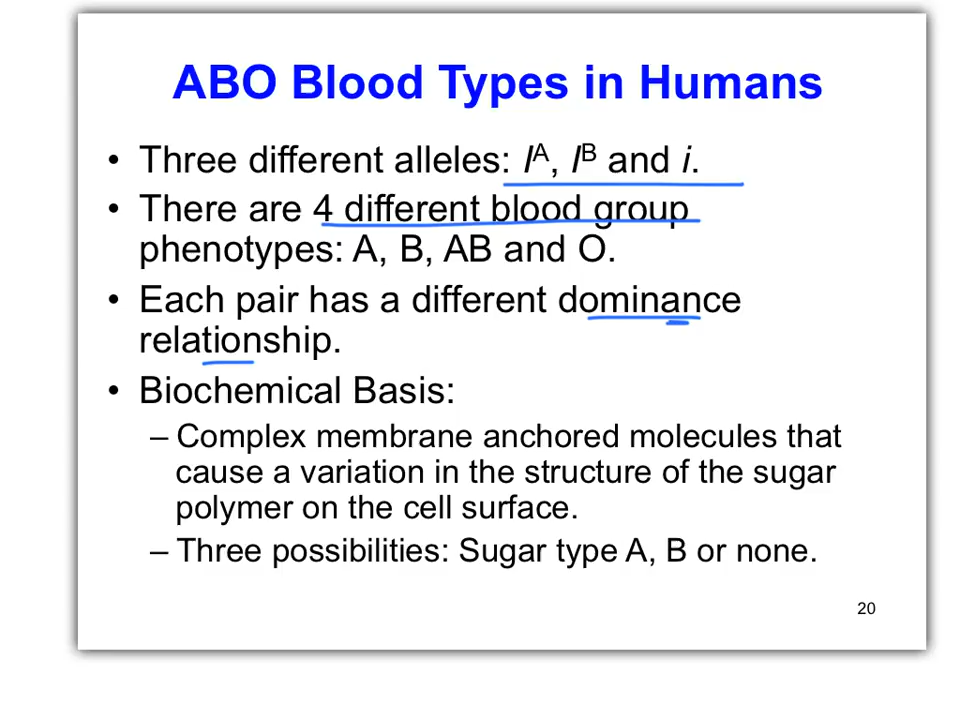 ABO Blood Types in Humans
• Three different alleles: Iᴬ, Iᴮ and i.
• There are 4 different blood group
phenotypes: A, B, AB and O.
• Each pair has a different dominance
relationship.
• Biochemical Basis:
– Complex membrane anchored molecules that
cause a variation in the structure of the sugar
polymer on the cell surface.
– Three possibilities: Sugar type A, B or none.
20